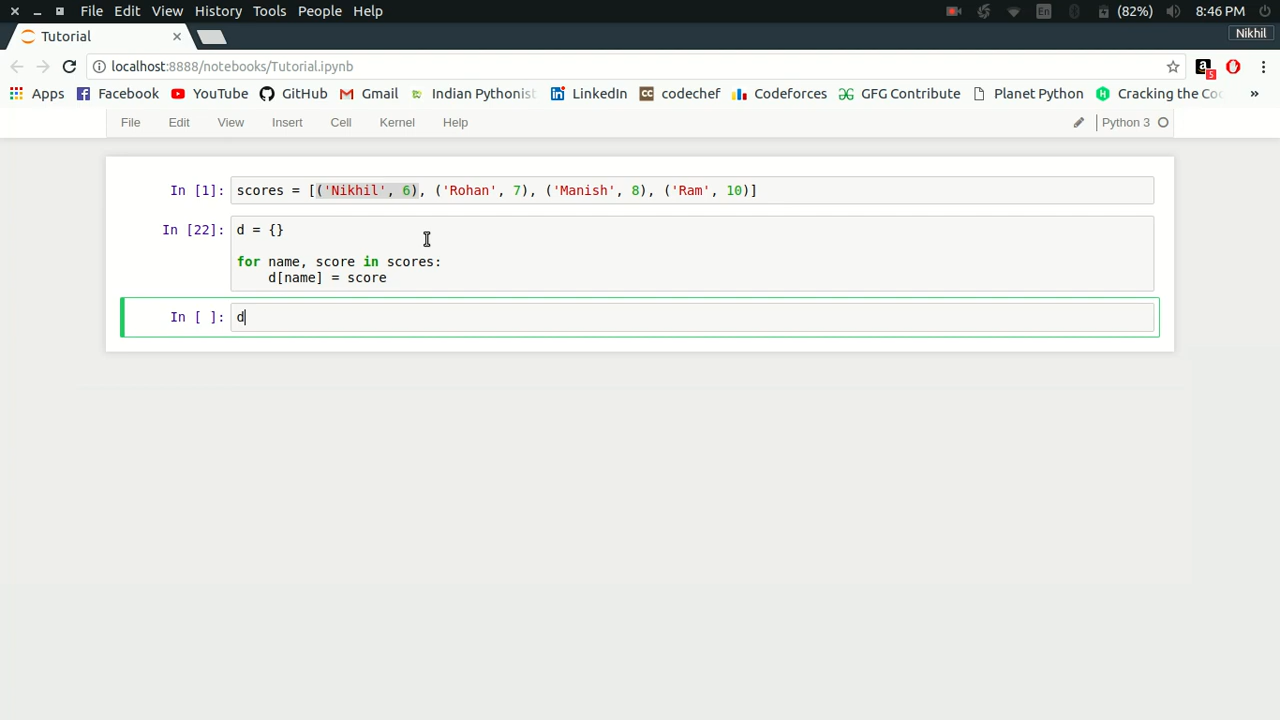 File Edit View History Tools People Help (82%) 8:46 PM
Tutorial Nikhil
localhost:8888/notebooks/Tutorial.ipynb
Apps Facebook YouTube GitHub Gmail Indian Pythonist LinkedIn codechef Codeforces GFG Contribute Planet Python Cracking the Co »
File Edit View Insert Cell Kernel Help Python 3
In [1]: scores = [('Nikhil', 6), ('Rohan', 7), ('Manish', 8), ('Ram', 10)]
In [22]: d = {}
for name, score in scores:
d[name] = score
In [ ]: d